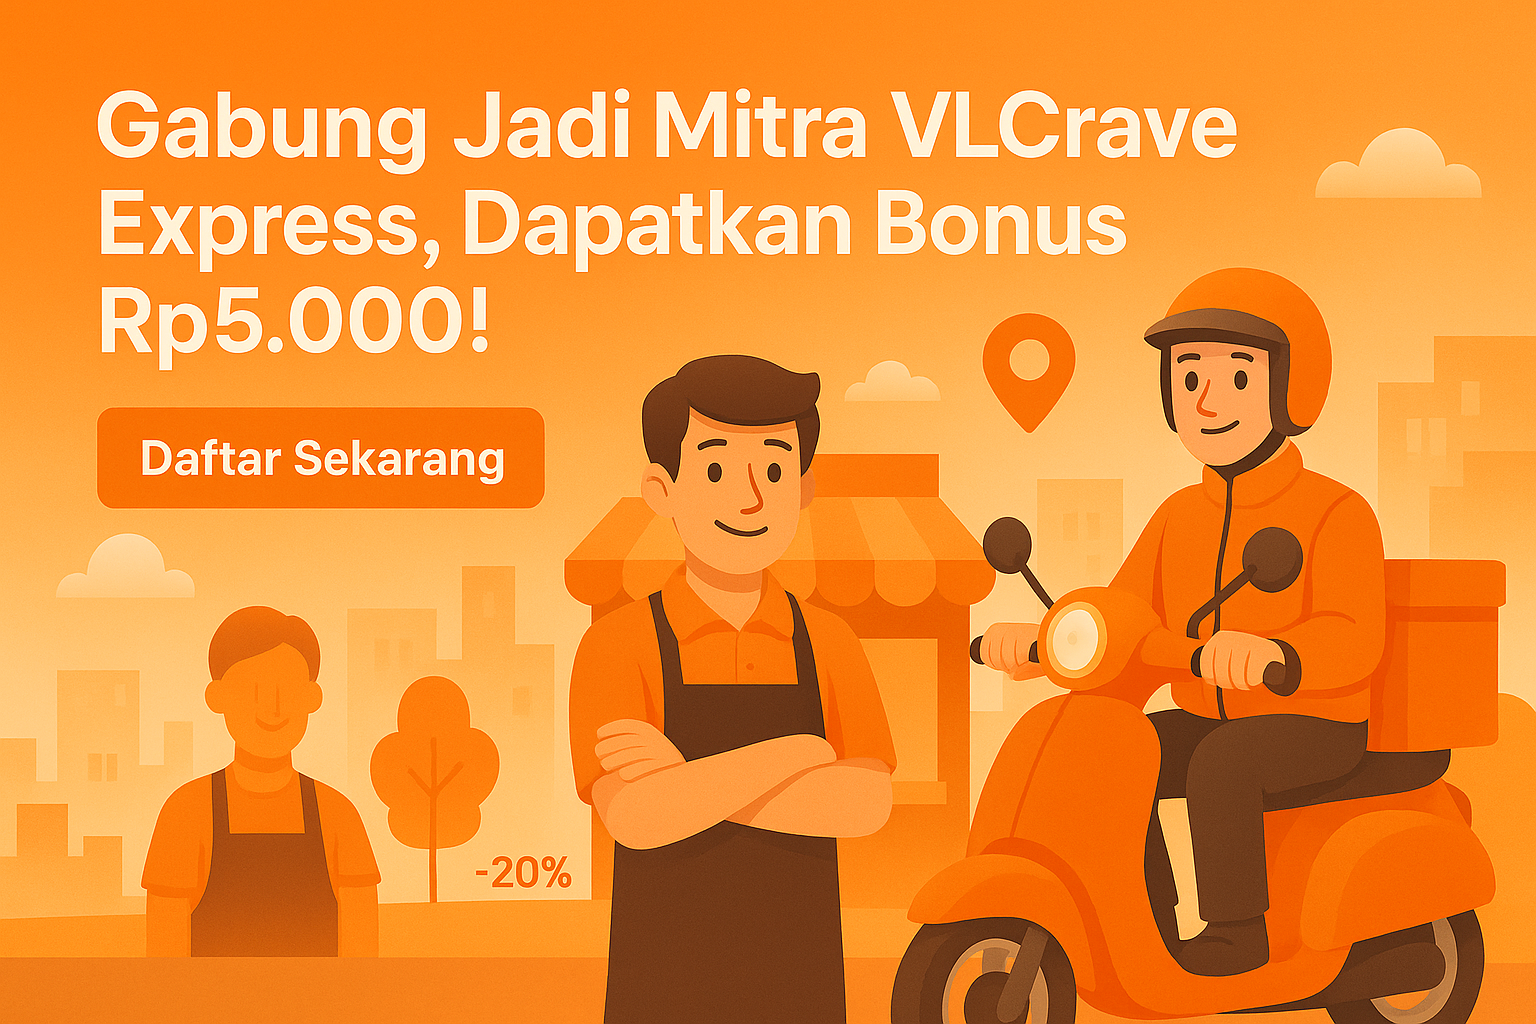 Gabung Jadi Mitra VLCrave
Express, Dapatkan Bonus
Rp5.000!
Daftar Sekarang
-20%